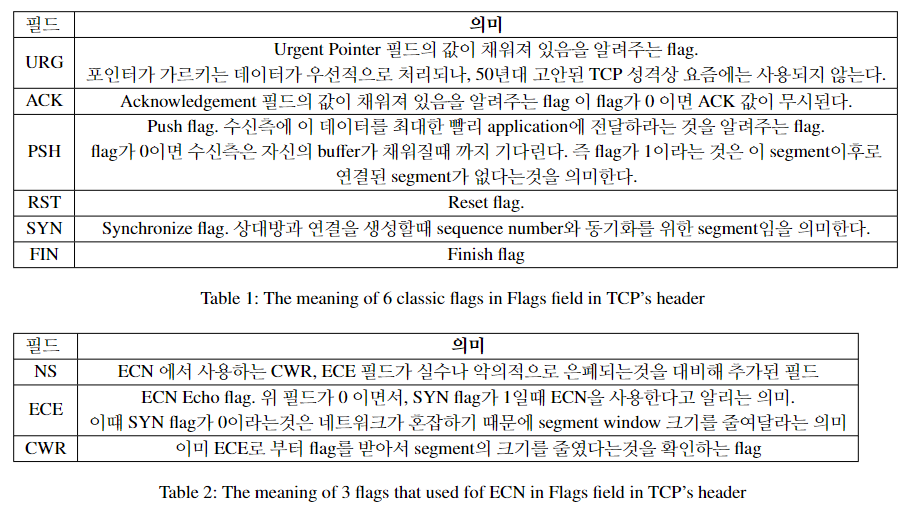 필드 의미
URG Urgent Pointer 필드의 값이 채워져 있음을 알려주는 flag.
포인터가 가르키는 데이터가 우선적으로 처리되나, 50년대 고안된 TCP 성격상 요즘에는 사용되지 않는다.
ACK Acknowledgement 필드의 값이 채워져 있음을 알려주는 flag 이 flag가 0 이면 ACK 값이 무시된다.
PSH Push flag. 수신측에 이 데이터를 최대한 빨리 application에 전달하라는 것을 알려주는 flag.
flag가 0이면 수신측은 자신의 buffer가 채워질때 까지 기다린다. 즉 flag가 1이라는 것은 이 segment이후로
연결된 segment가 없다는것을 의미한다.
RST Reset flag.
SYN Synchronize flag. 상대방과 연결을 생성할때 sequence number와 동기화를 위한 segment임을 의미한다.
FIN Finish flag
Table 1: The meaning of 6 classic flags in Flags field in TCP's header
필드 의미
NS ECN 에서 사용하는 CWR, ECE 필드가 실수나 악의적으로 은폐되는것을 대비해 추가된 필드
ECE ECN Echo flag. 위 필드가 0 이면서, SYN flag가 1일때 ECN을 사용한다고 알리는 의미.
이때 SYN flag가 0이라는것은 네트워크가 혼잡하기 때문에 segment window 크기를 줄여달라는 의미
CWR 이미 ECE로 부터 flag를 받아서 segment의 크기를 줄였다는것을 확인하는 flag
Table 2: The meaning of 3 flags that used fof ECN in Flags field in TCP's header